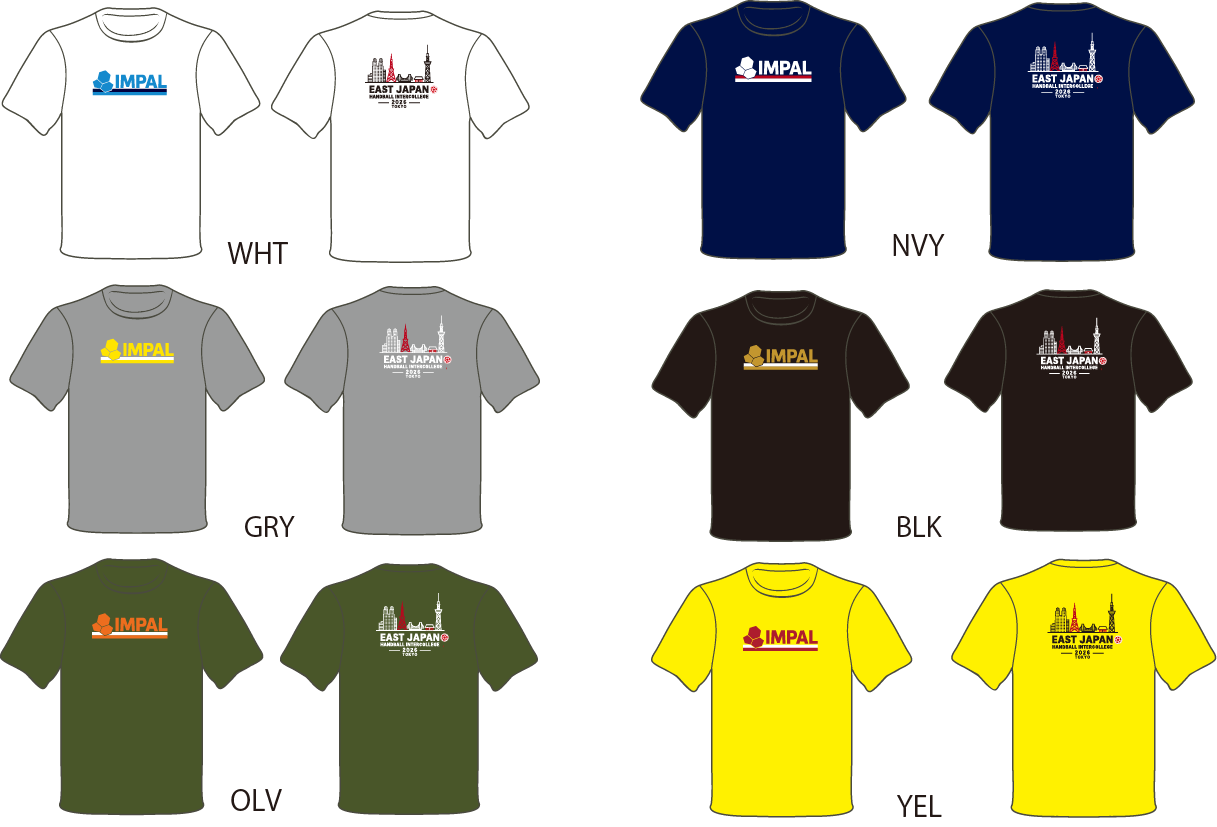 IMPAL
EAST JAPAN
HANDBALL INTERCOLLEGE
2026
TOKYO
WHT
IMPAL
EAST JAPAN
HANDBALL INTERCOLLEGE
2026
TOKYO
NVY
IMPAL
EAST JAPAN
HANDBALL INTERCOLLEGE
2026
TOKYO
GRY
IMPAL
EAST JAPAN
HANDBALL INTERCOLLEGE
2026
TOKYO
BLK
IMPAL
EAST JAPAN
HANDBALL INTERCOLLEGE
2026
TOKYO
OLV
IMPAL
EAST JAPAN
HANDBALL INTERCOLLEGE
2026
TOKYO
YEL